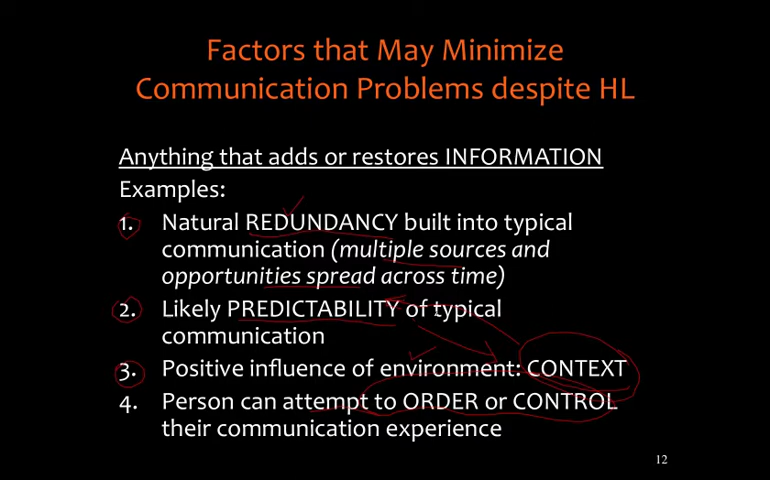 Factors that May Minimize
Communication Problems despite HL
Anything that adds or restores INFORMATION
Examples:
1. Natural REDUNDANCY built into typical
communication (multiple sources and
opportunities spread across time)
2. Likely PREDICTABILITY of typical
communication
3. Positive influence of environment: CONTEXT
4. Person can attempt to ORDER or CONTROL
their communication experience
12